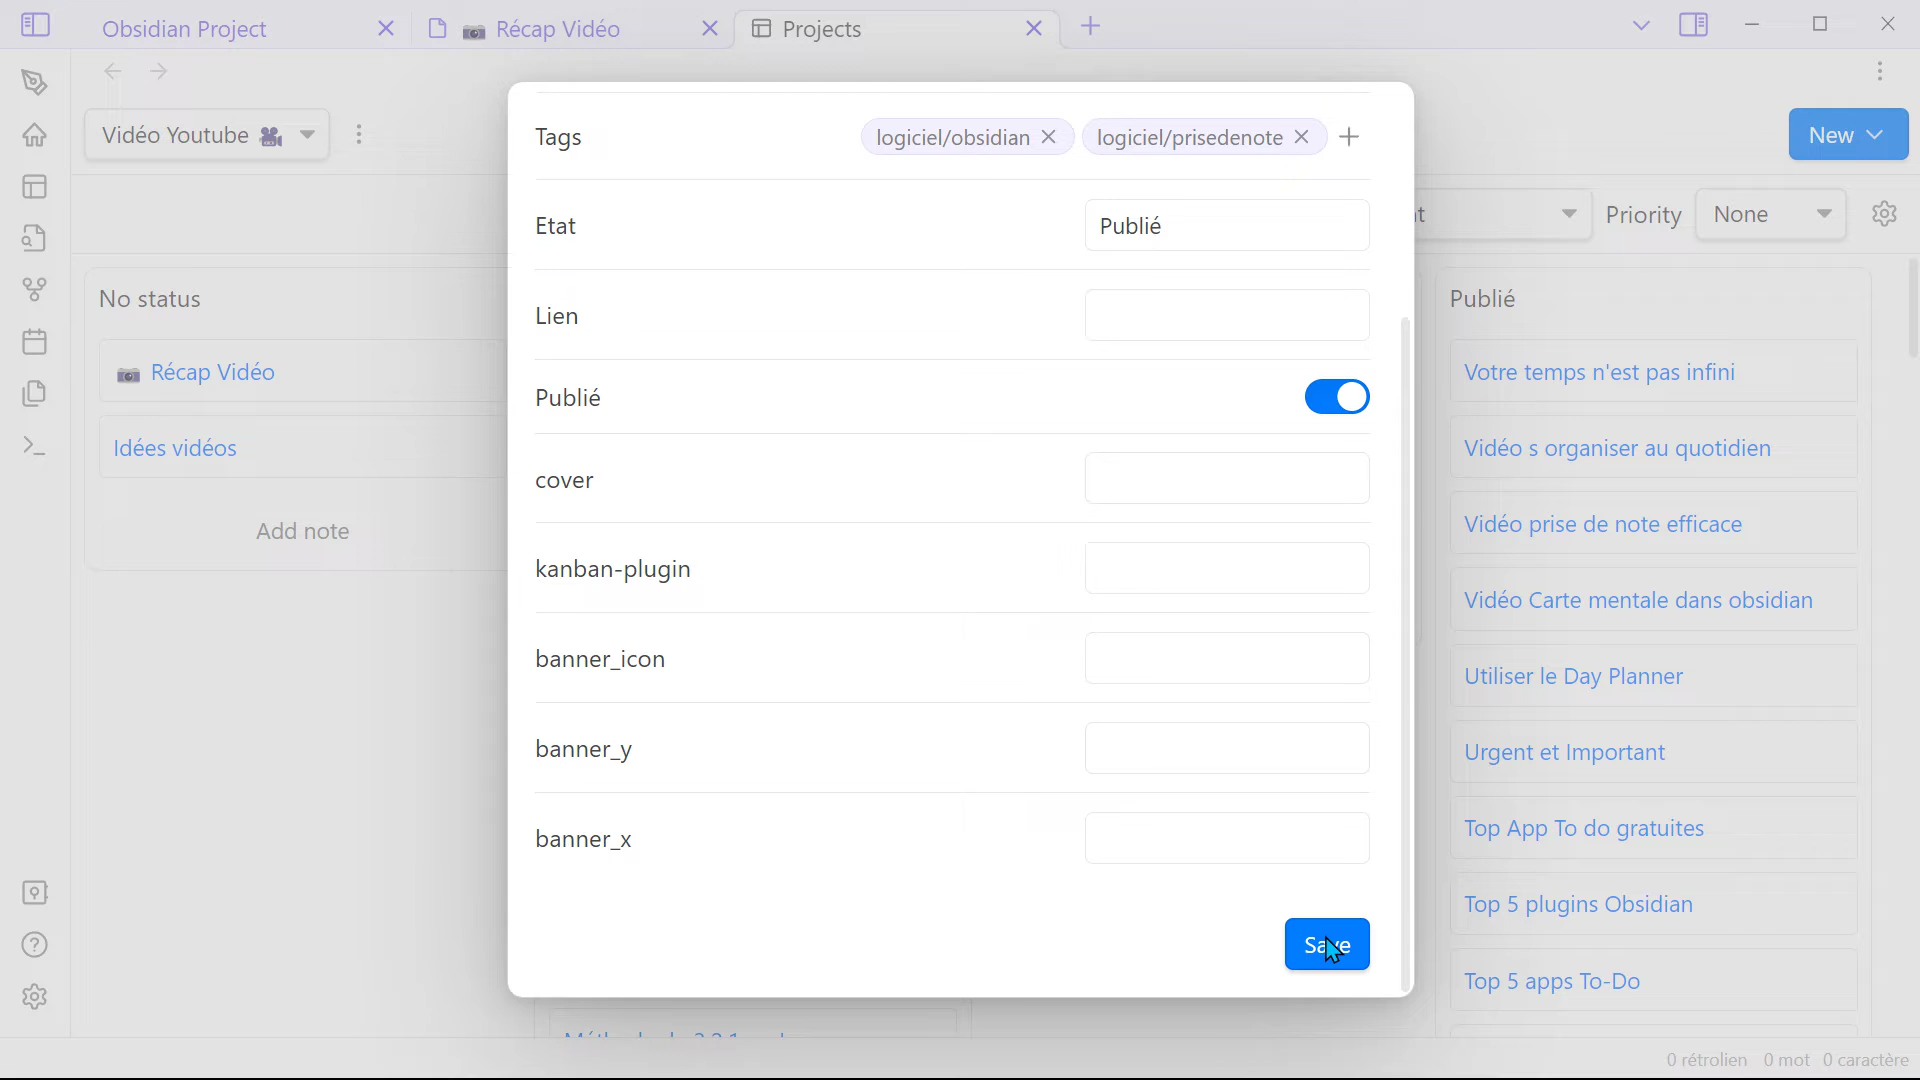 Obsidian Project
Récap Vidéo
Projects
Vidéo Youtube
New
Priority
None
No status
Récap Vidéo
Idées vidéos
Add note
Tags
logiciel/obsidian
logiciel/prisedenote
Etat
Publié
Lien
Publié
cover
kanban-plugin
banner_icon
banner_y
banner_x
Save
Publié
Votre temps n'est pas infini
Vidéo s organiser au quotidien
Vidéo prise de note efficace
Vidéo Carte mentale dans obsidian
Utiliser le Day Planner
Urgent et Important
Top App To do gratuites
Top 5 plugins Obsidian
Top 5 apps To-Do
0 rétrolien 0 mot 0 caractère